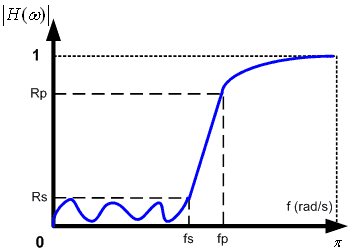 |H(ω)|
1
Rp
Rs
f (rad/s)
0
fs
fp
π